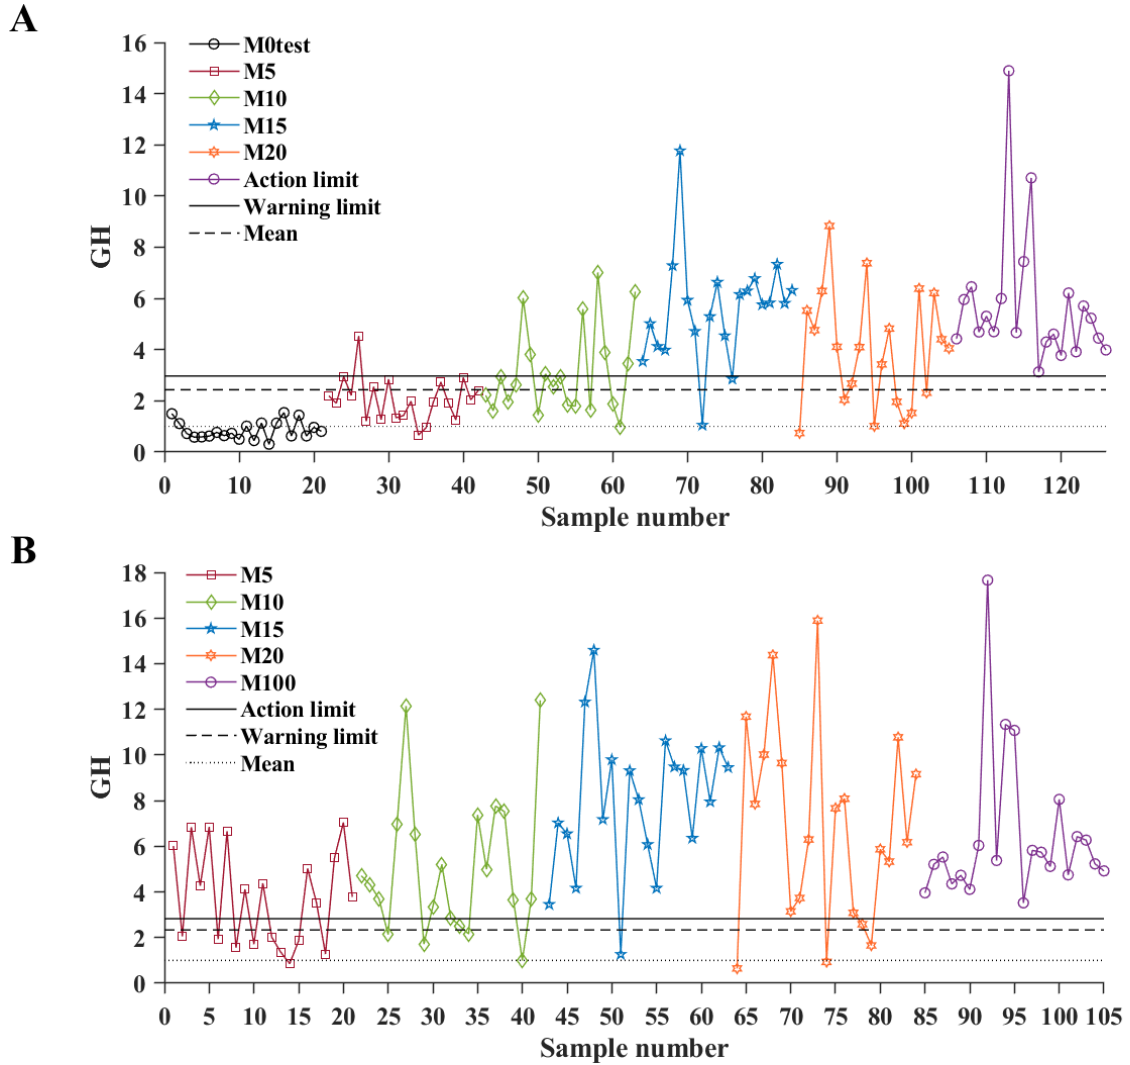 A
16
14
12
10
8
6
4
2
0
GH
M0test
M5
M10
M15
M20
Action limit
Warning limit
Mean
0 10 20 30 40 50 60 70 80 90 100 110 120
Sample number
B
18
16
14
12
10
8
6
4
2
0
GH
M5
M10
M15
M20
M100
Action limit
Warning limit
Mean
0 5 10 15 20 25 30 35 40 45 50 55 60 65 70 75 80 85 90 95 100 105
Sample number